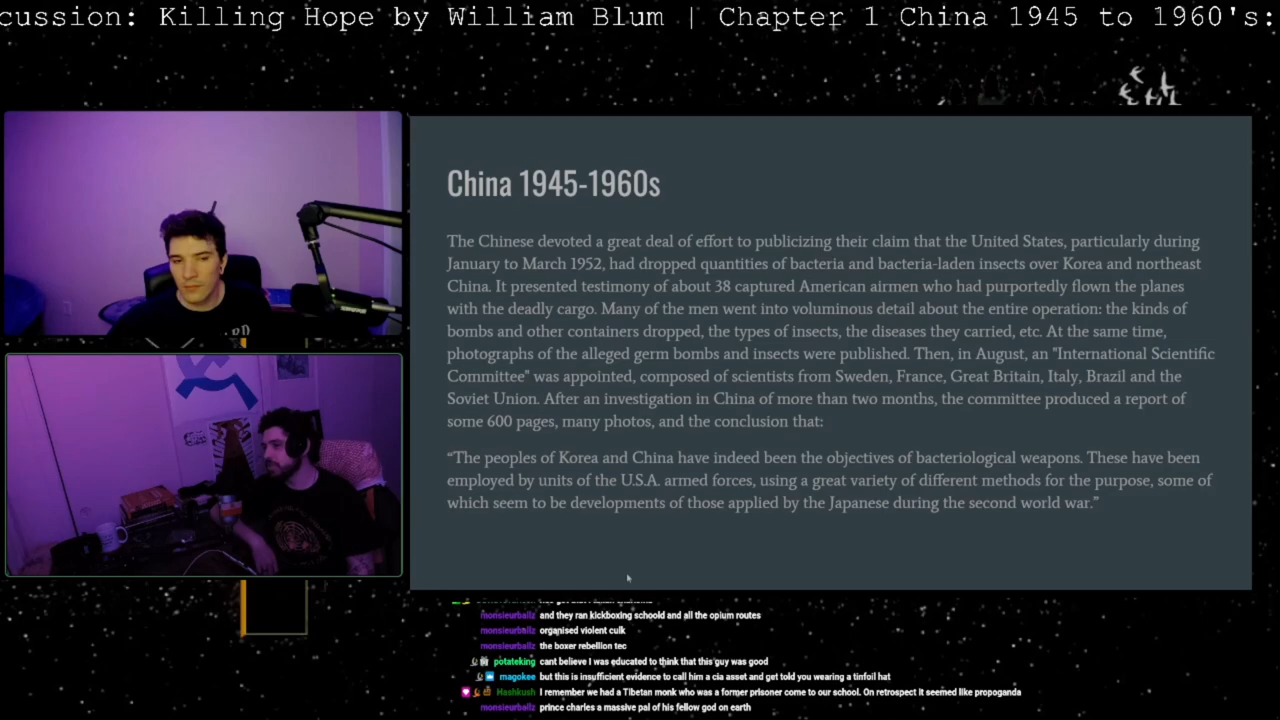 cussion: Killing Hope by William Blum | Chapter 1 China 1945 to 1960's:
China 1945-1960s
The Chinese devoted a great deal of effort to publicizing their claim that the United States, particularly during
January to March 1952, had dropped quantities of bacteria and bacteria-laden insects over Korea and northeast
China. It presented testimony of about 38 captured American airmen who had purportedly flown the planes
with the deadly cargo. Many of the men went into voluminous detail about the entire operation: the kinds of
bombs and other containers dropped, the types of insects, the diseases they carried, etc. At the same time,
photographs of the alleged germ bombs and insects were published. Then, in August, an "International Scientific
Committee" was appointed, composed of scientists from Sweden, France, Great Britain, Italy, Brazil and the
Soviet Union. After an investigation in China of more than two months, the committee produced a report of
some 600 pages, many photos, and the conclusion that:
“The peoples of Korea and China have indeed been the objectives of bacteriological weapons. These have been
employed by units of the U.S.A. armed forces, using a great variety of different methods for the purpose, some of
which seem to be developments of those applied by the Japanese during the second world war.”
monsieurballz and they ran kickboxing schoold and all the opium routes
monsieurballz organised violent culk
monsieurballz the boxer rebellion tec
potateking cant believe I was educated to think that this guy was good
magokee but this is insufficient evidence to call him a cia asset and get told you wearing a tinfoil hat
Hashkush I remember we had a Tibetan monk who was a former prisoner come to our school. On retrospect it seemed like propoganda
monsieurballz prince charles a massive pal of his fellow god on earth